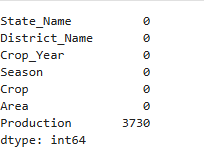 State_Name 0
District_Name 0
Crop_Year 0
Season 0
Crop 0
Area 0
Production 3730
dtype: int64